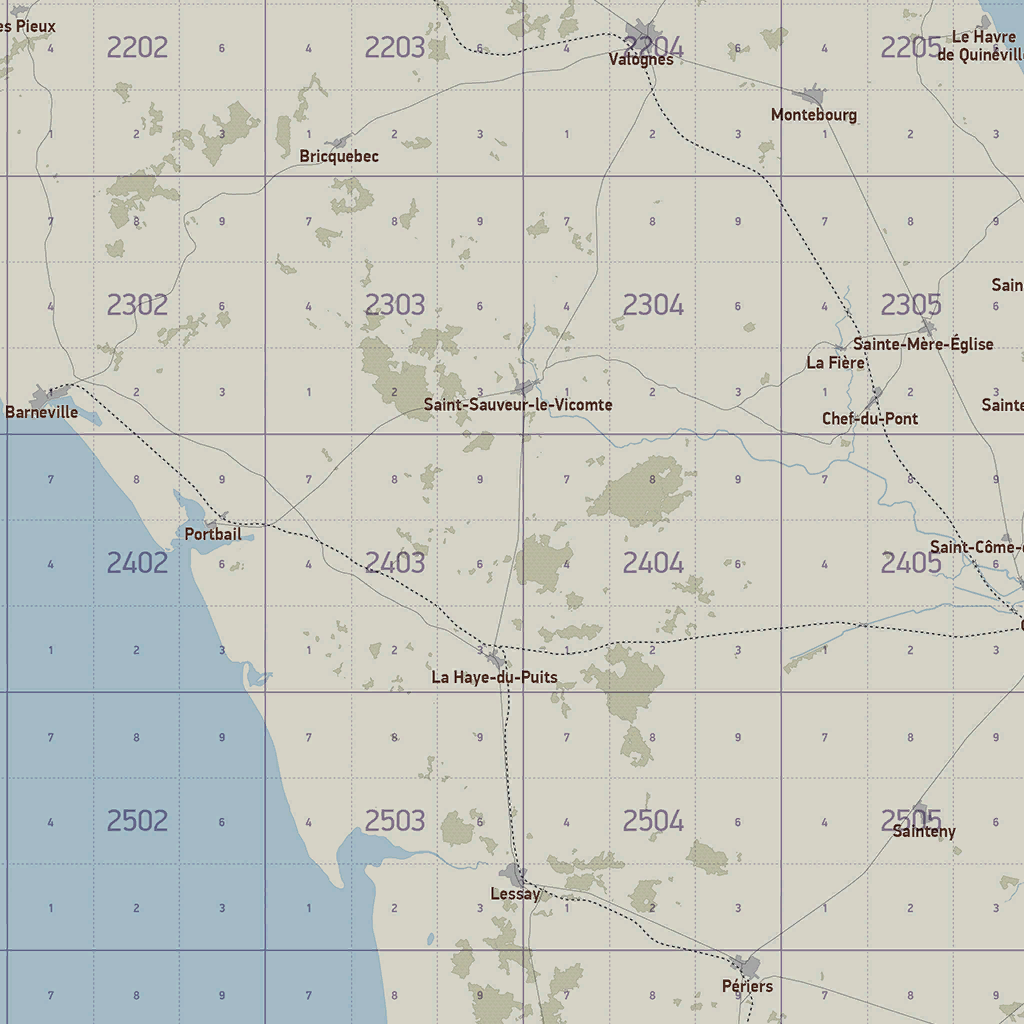 es Pieux
4 2202 6 4 2203 6 2204 6 4 2205 6
Le Havre
de Quinéville
Valognes
Montebourg
1 2 3 1 2 3 1 2 3 1 2 3
Bricquebec
7 8 9 7 8 9 7 8 9 7 8 9
Sain
4 2302 6 4 2303 6 4 2304 6 4 2305 6
Sainte-Mère-Église
La Fière
1 2 3 1 2 3 1 2 3 1 2 3
Barneville
Saint-Sauveur-le-Vicomte
Sainte
Chef-du-Pont
7 8 9 7 8 9 7 8 9 7 8 9
Portbail
Saint-Côme-
4 2402 6 4 2403 6 4 2404 6 4 2405 6
1 2 3 1 2 3 1 2 3 1 2 3
La Haye-du-Puits
7 8 9 7 8 9 7 8 9 7 8 9
4 2502 6 4 2503 6 4 2504 6 4 2505 6
Sainteny
Lessay
1 2 3 1 2 3 1 2 3 1 2 3
Périers
7 8 9 7 8 9 7 8 9 7 8 9